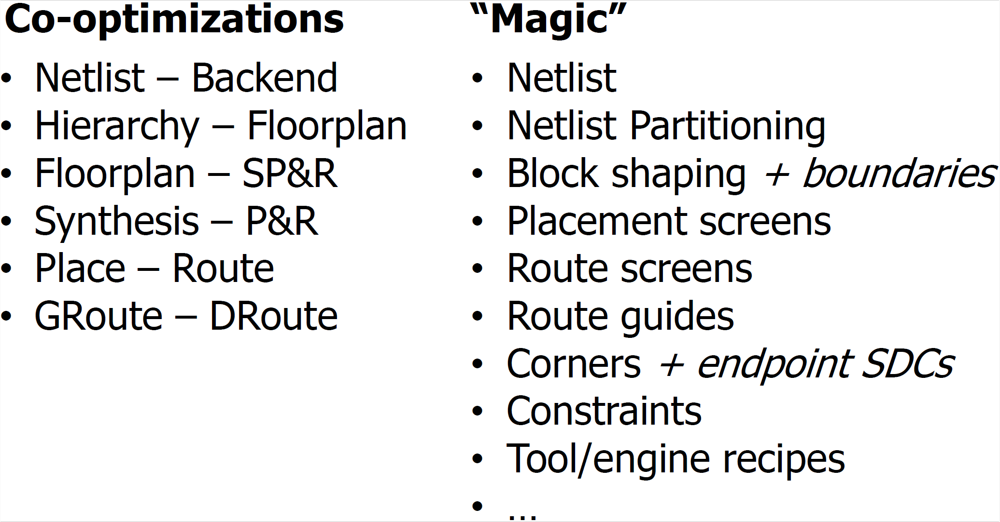 Co-optimizations
• Netlist – Backend
• Hierarchy – Floorplan
• Floorplan – SP&R
• Synthesis – P&R
• Place – Route
• GRoute – DRoute
“Magic”
• Netlist
• Netlist Partitioning
• Block shaping + boundaries
• Placement screens
• Route screens
• Route guides
• Corners + endpoint SDCs
• Constraints
• Tool/engine recipes
• ...